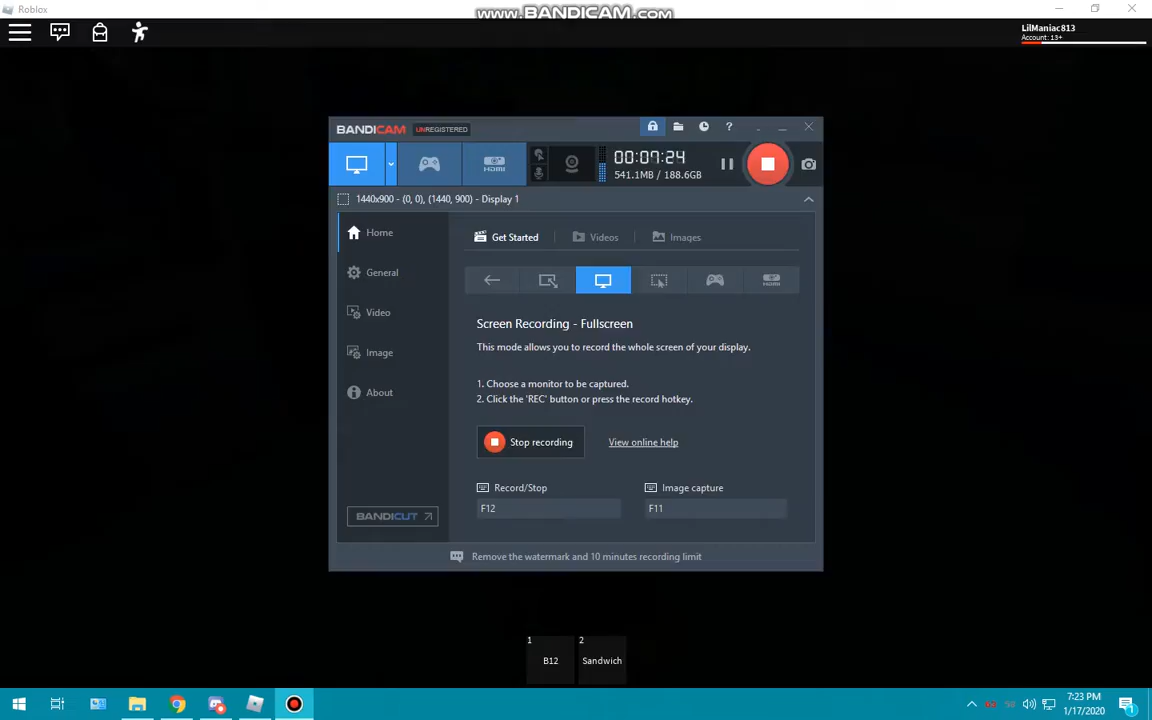 Roblox
www.BANDICAM.com
LilManiac813
Account: 13+
BANDICAM UNREGISTERED
?
HDMI
00:09:24
541.1MB / 188.6GB
1440x900 - (0, 0), (1440, 900) - Display 1
Home
General
Video
Image
About
BANDICUT
Get Started
Videos
Images
HDMI
Screen Recording - Fullscreen
This mode allows you to record the whole screen of your display.
1. Choose a monitor to be captured.
2. Click the 'REC' button or press the record hotkey.
Stop recording
View online help
Record/Stop
Image capture
F12
F11
Remove the watermark and 10 minutes recording limit
1
2
B12
Sandwich
7:23 PM
1/17/2020
1